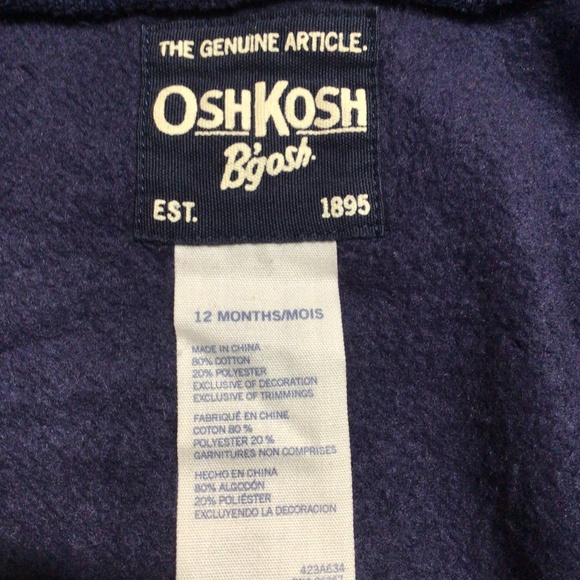 THE GENUINE ARTICLE.
OSHKOSH
B'gosh.
EST. 1895
12 MONTHS/MOIS
MADE IN CHINA
80% COTTON
20% POLYESTER
EXCLUSIVE OF DECORATION
EXCLUSIVE OF TRIMMINGS
FABRIQUÉ EN CHINE
COTON 80 %
POLYESTER 20 %
GARNITURES NON COMPRISES
HECHO EN CHINA
80% ALGODÓN
20% POLIÉSTER
EXCLUYENDO LA DECORACION
423A634